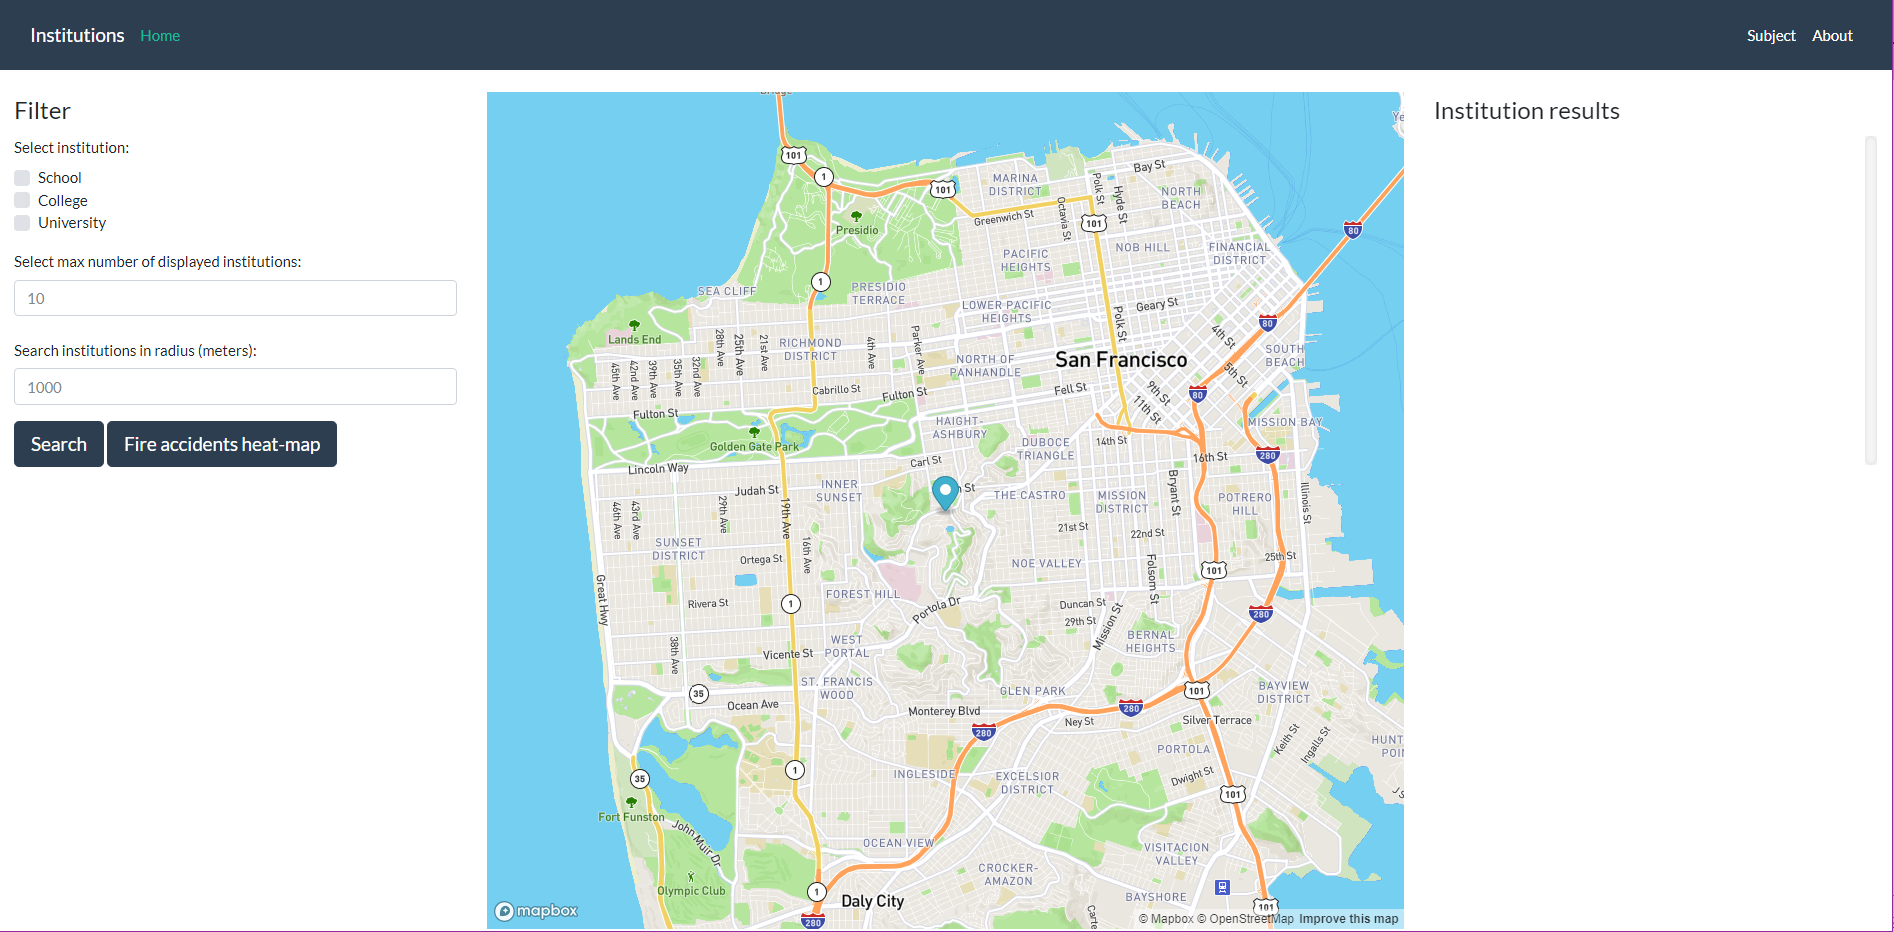 Institutions Home Subject About
Filter
Select institution:
School
College
University
Select max number of displayed institutions:
10
Search institutions in radius (meters):
1000
Search Fire accidents heat-map
101
1
101
MARINA
DISTRICT
Bay St
Polk St
Hyde St
NORTH
BEACH
Octavia St
Greenwich St
101
Presidio
80
NOB HILL
FINANCIAL
DISTRICT
PACIFIC
HEIGHTS
1
SEA CLIFF
PRESIDIO
TERRACE
LOWER PACIFIC
HEIGHTS
Geary St
Polk St
80
4th St
Lands End
28th Ave
25th Ave
21st Ave
RICHMOND
DISTRICT
4th Ave
Parker Ave
NORTH OF
PANHANDLE
San Francisco
SOUTH
BEACH
5th St
45th Ave
42nd Ave
39th Ave
35th Ave
32nd Ave
Cabrillo St
Fulton St
Fell St
9th St
11th St
80
Fulton St
HAIGHT-
ASHBURY
MISSION BAY
Golden Gate Park
DUBOCE
TRIANGLE
14th St
16th St
280
Lincoln Way
Carl St
Judah St
INNER
SUNSET
THE CASTRO
MISSION
DISTRICT
Bryant St
POTRERO
HILL
Illinois St
46th Ave
43rd Ave
29th Ave
19th Ave
16th Ave
21st St
22nd St
SUNSET
DISTRICT
Ortega St
NOE VALLEY
Folsom St
25th St
101
Great Hwy
Rivera St
1
FOREST HILL
Portola Dr
Duncan St
29th St
Mission St
280
38th Ave
Vicente St
WEST
PORTAL
BERNAL
HEIGHTS
35
ST. FRANCIS
WOOD
GLEN PARK
101
BAYVIEW
DISTRICT
Ocean Ave
Monterey Blvd
280
Ney St
Silver Terrace
280
Keith St
Ingalls St
PORTOLA
35
1
INGLESIDE
EXCELSIOR
DISTRICT
Dwight St
101
Fort Funston
John Muir Dr
OCEAN VIEW
VISITACION
VALLEY
CROCKER-
AMAZON
Olympic Club
1
Daly City
BAYSHORE
101
280
mapbox
© Mapbox © OpenStreetMap Improve this map
Institution results